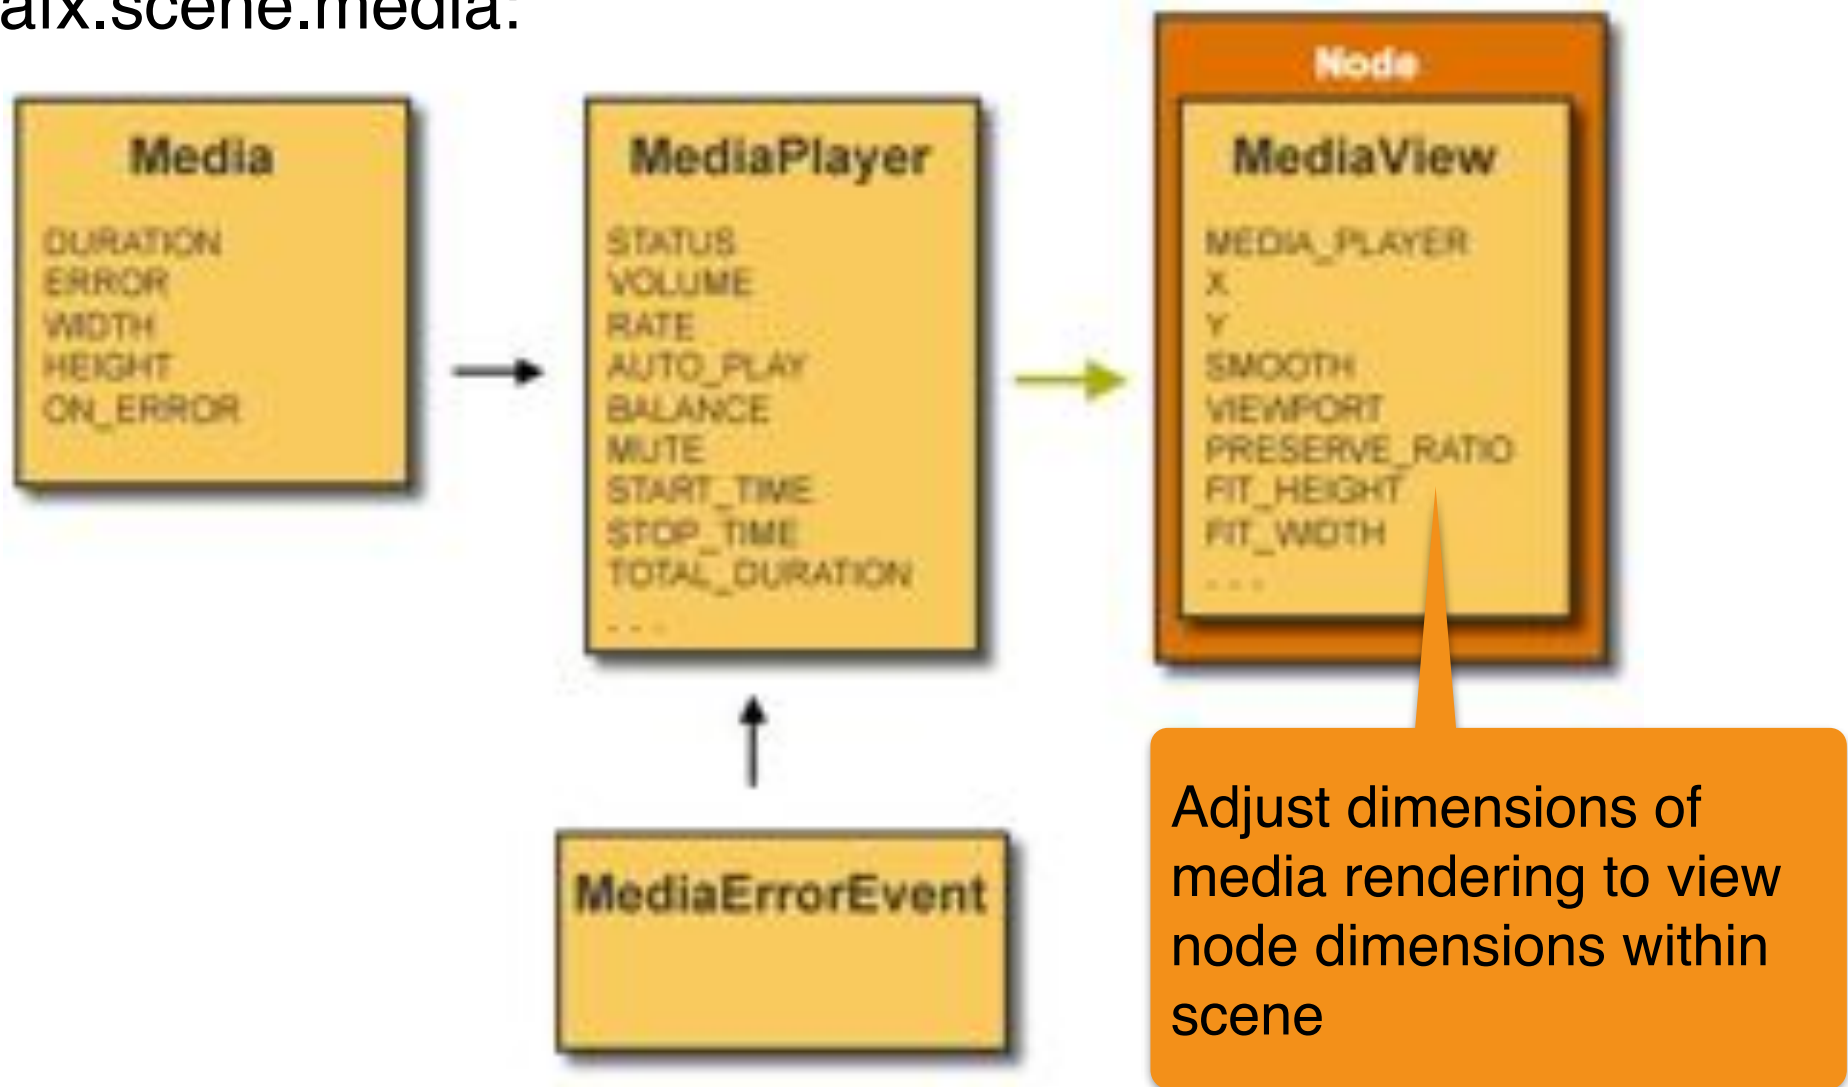 afx.scene.media:
Media
DURATION
ERROR
WIDTH
HEIGHT
ON_ERROR
MediaPlayer
STATUS
VOLUME
RATE
AUTO_PLAY
BALANCE
MUTE
START_TIME
STOP_TIME
TOTAL_DURATION
. . .
Node
MediaView
MEDIA_PLAYER
X
Y
SMOOTH
VIEWPORT
PRESERVE_RATIO
FIT_HEIGHT
FIT_WIDTH
. . .
MediaErrorEvent
Adjust dimensions of
media rendering to view
node dimensions within
scene